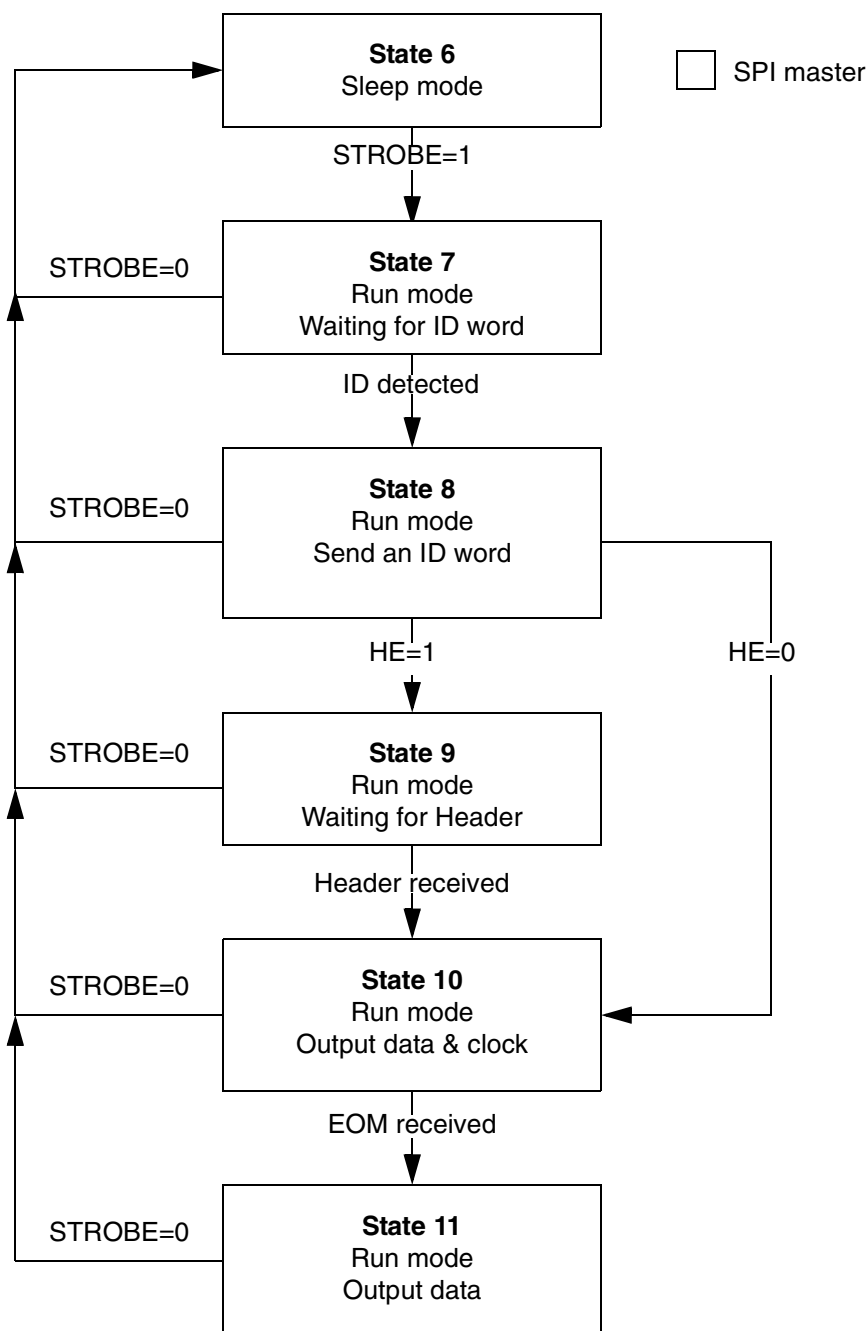 State 6
Sleep mode
SPI master
STROBE=1
State 7
Run mode
Waiting for ID word
STROBE=0
ID detected
State 8
Run mode
Send an ID word
STROBE=0
HE=1
HE=0
State 9
Run mode
Waiting for Header
STROBE=0
Header received
State 10
Run mode
Output data & clock
STROBE=0
EOM received
State 11
Run mode
Output data
STROBE=0